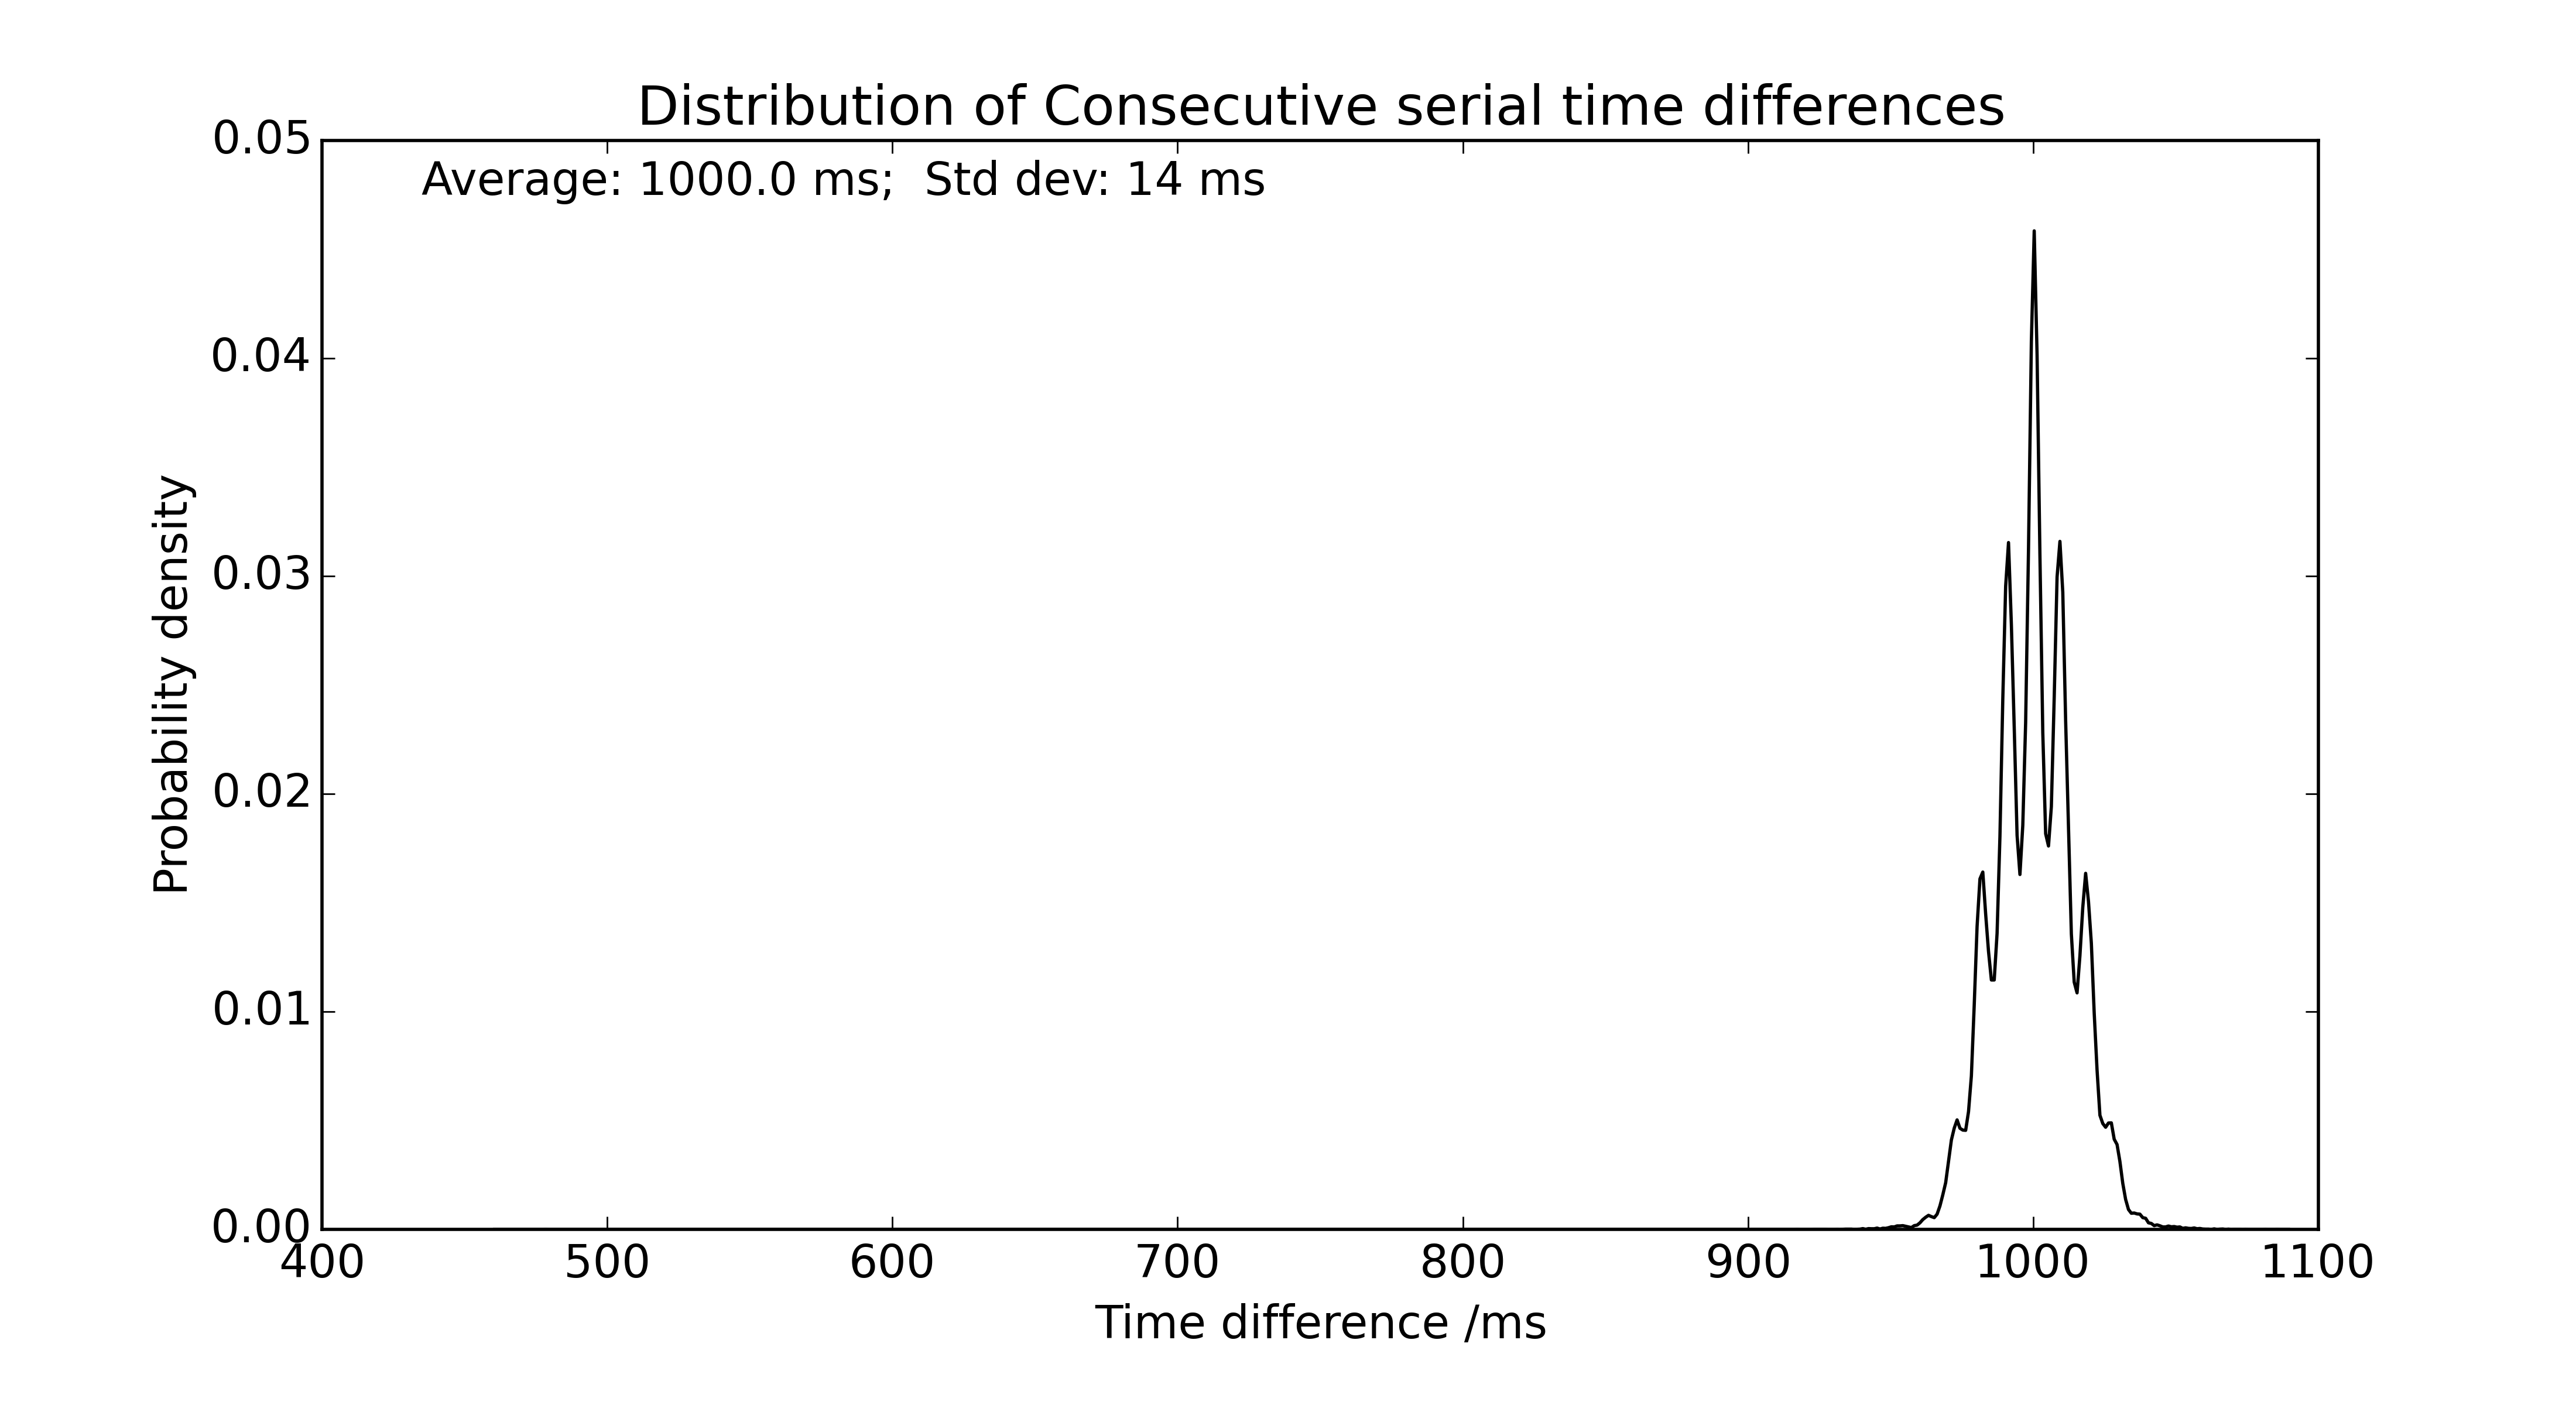 Distribution of Consecutive serial time differences
Average: 1000.0 ms;  Std dev: 14 ms
Probability density
0.05
0.04
0.03
0.02
0.01
0.00
400 500 600 700 800 900 1000 1100
Time difference /ms